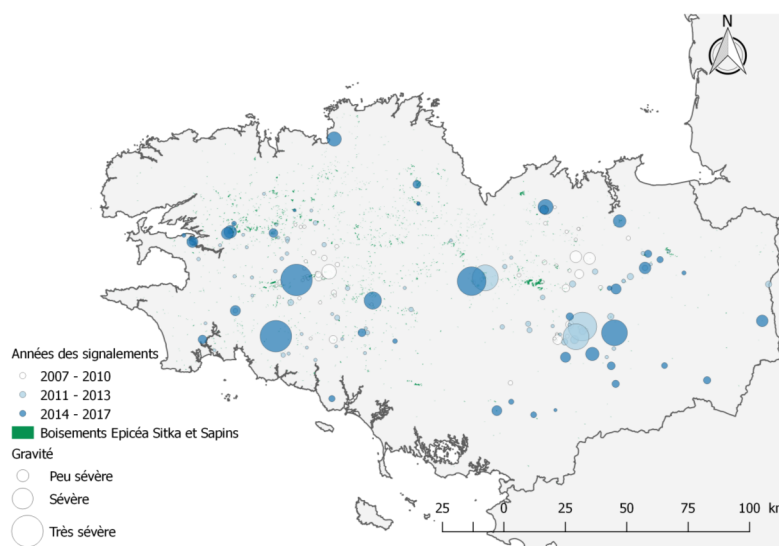 N
Années des signalements
2007 - 2010
2011 - 2013
2014 - 2017
Boisements Epicéa Sitka et Sapins
Gravité
Peu sévère
Sévère
Très sévère
25 0 25 50 75 100 km